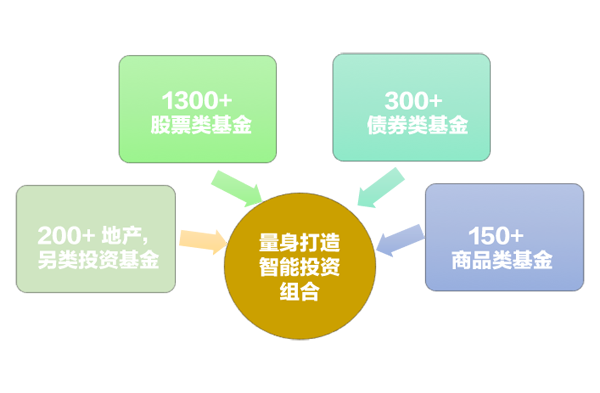 1300+
股票类基金
300+
债券类基金
200+ 地产，
另类投资基金
150+
商品类基金
量身打造
智能投资
组合